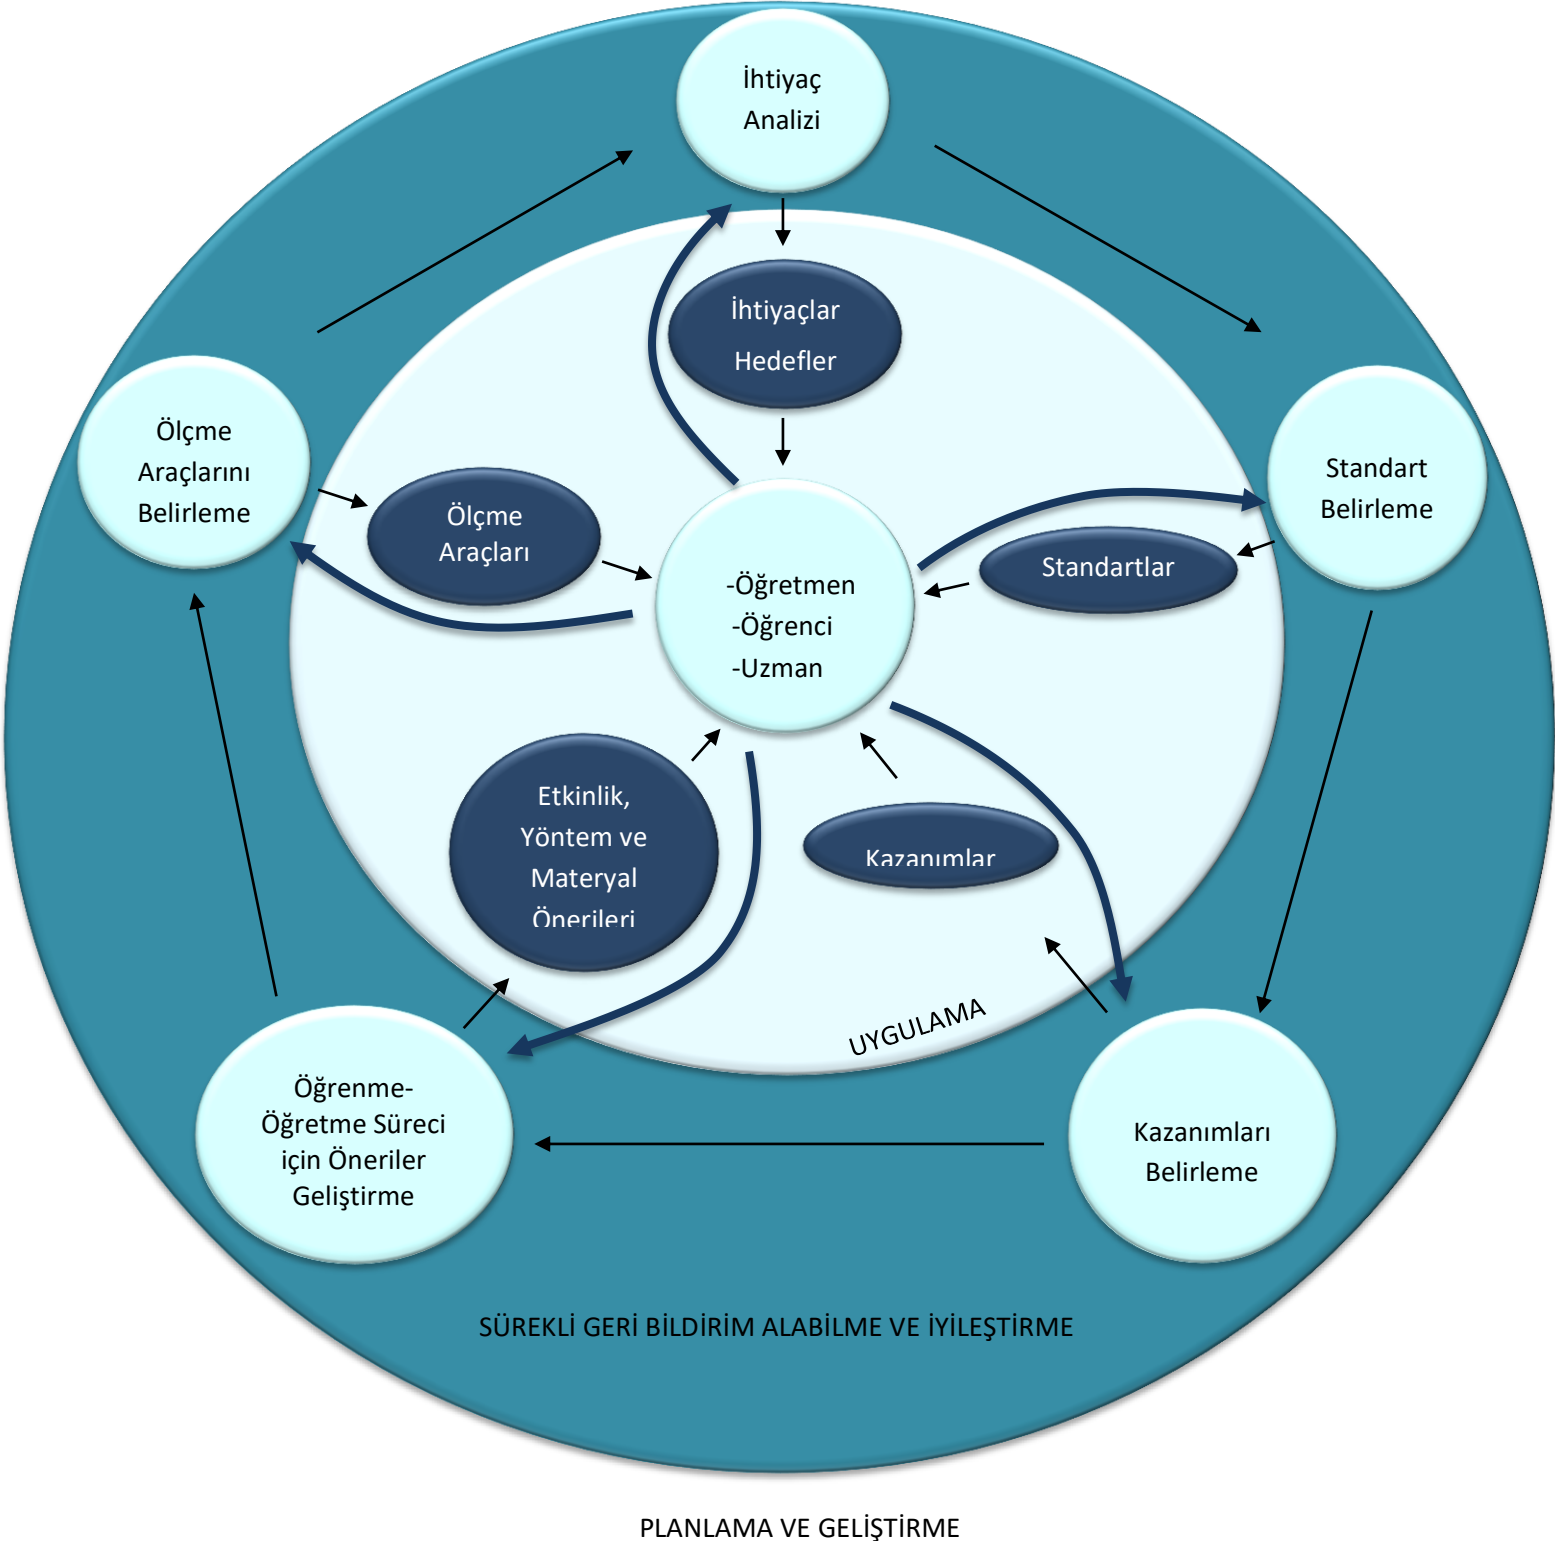 İhtiyaç
Analizi
İhtiyaçlar
Hedefler
Ölçme
Araçlarını
Belirleme
Standart
Belirleme
Ölçme
Araçları
Standartlar
-Öğretmen
-Öğrenci
-Uzman
Etkinlik,
Yöntem ve
Materyal
Önerileri
Kazanımlar
UYGULAMA
Öğrenme-
Öğretme Süreci
için Öneriler
Geliştirme
Kazanımları
Belirleme
SÜREKLİ GERİ BİLDİRİM ALABİLME VE İYİLEŞTİRME
PLANLAMA VE GELİŞTİRME